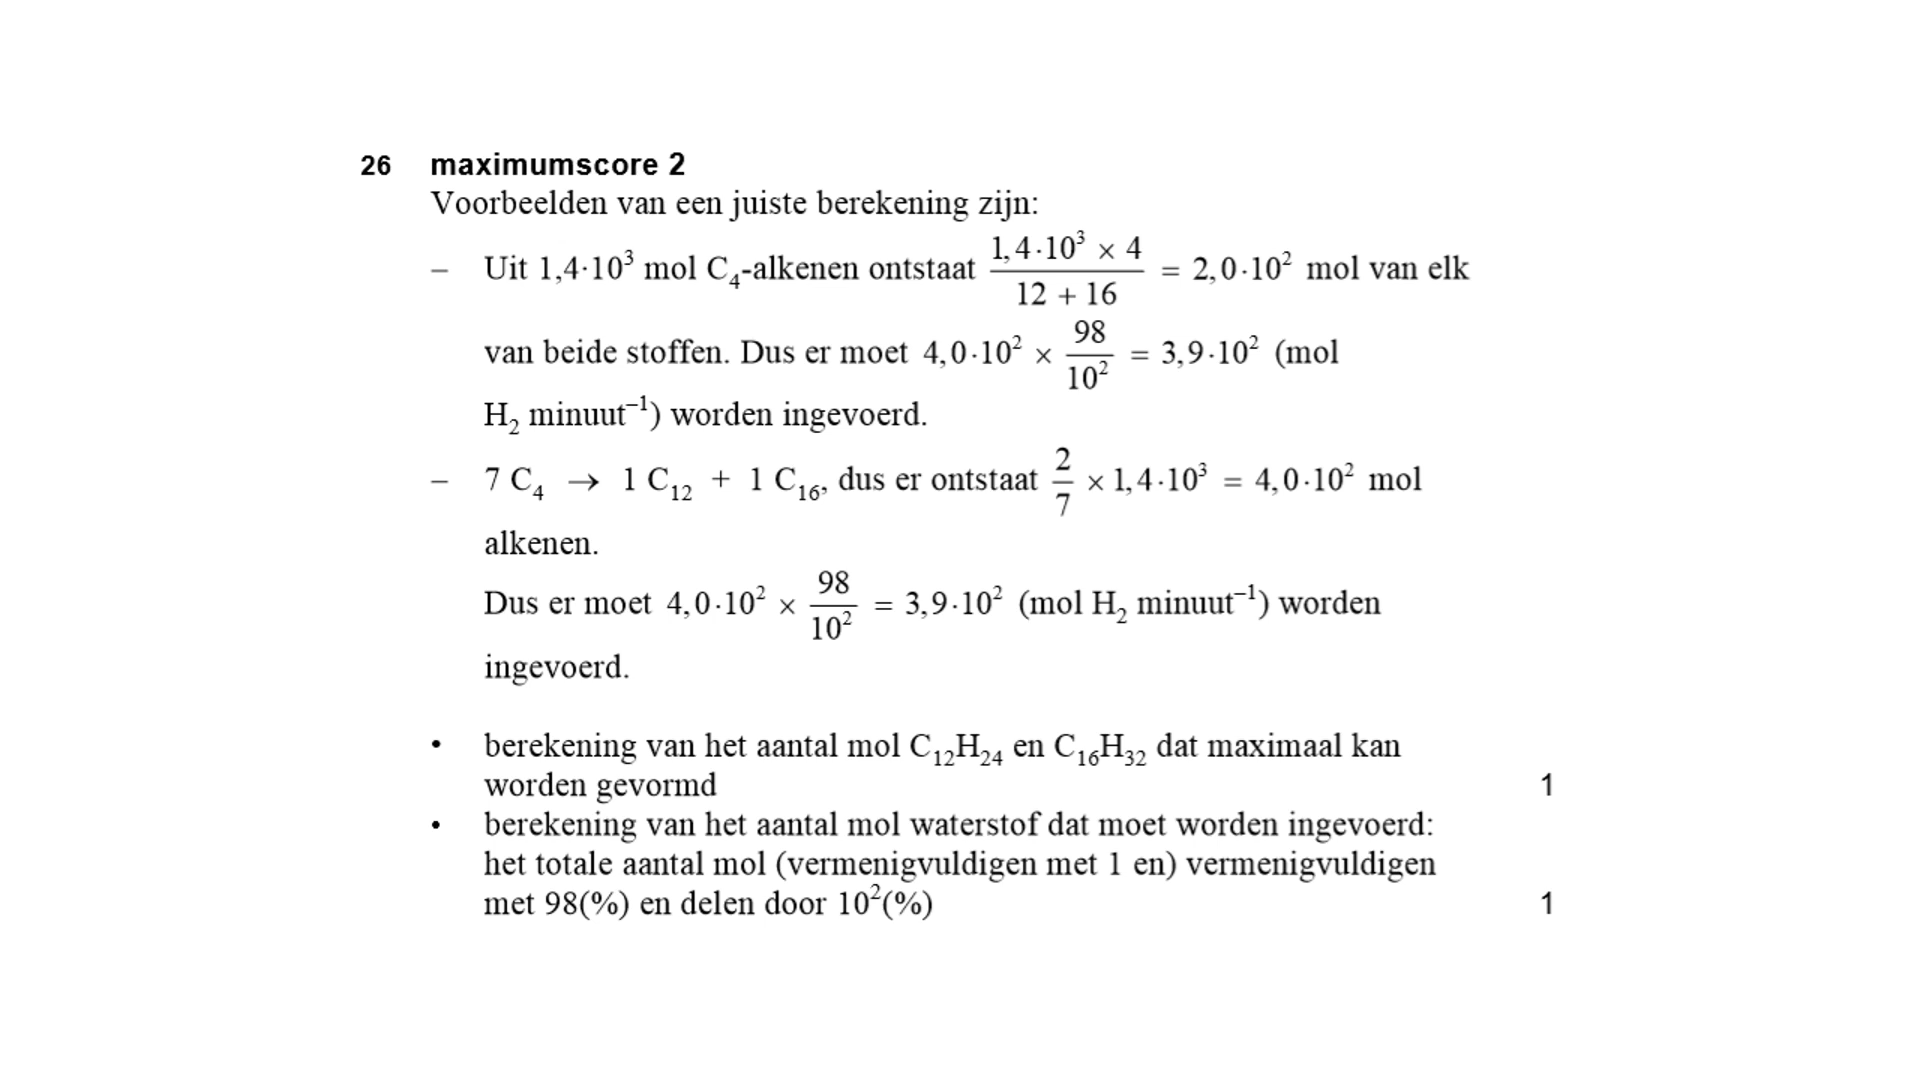 26 maximumscore 2
Voorbeelden van een juiste berekening zijn:
– Uit 1,4·10³ mol C₄-alkenen ontstaat (1,4·10³ × 4)/(12 + 16) = 2,0·10² mol van elk
van beide stoffen. Dus er moet 4,0·10² × 98/10² = 3,9·10² (mol
H₂ minuut⁻¹) worden ingevoerd.
– 7 C₄ → 1 C₁₂ + 1 C₁₆, dus er ontstaat 2/7 × 1,4·10³ = 4,0·10² mol
alkenen.
Dus er moet 4,0·10² × 98/10² = 3,9·10² (mol H₂ minuut⁻¹) worden
ingevoerd.
• berekening van het aantal mol C₁₂H₂₄ en C₁₆H₃₂ dat maximaal kan
worden gevormd 1
• berekening van het aantal mol waterstof dat moet worden ingevoerd:
het totale aantal mol (vermenigvuldigen met 1 en) vermenigvuldigen
met 98(%) en delen door 10²(%) 1